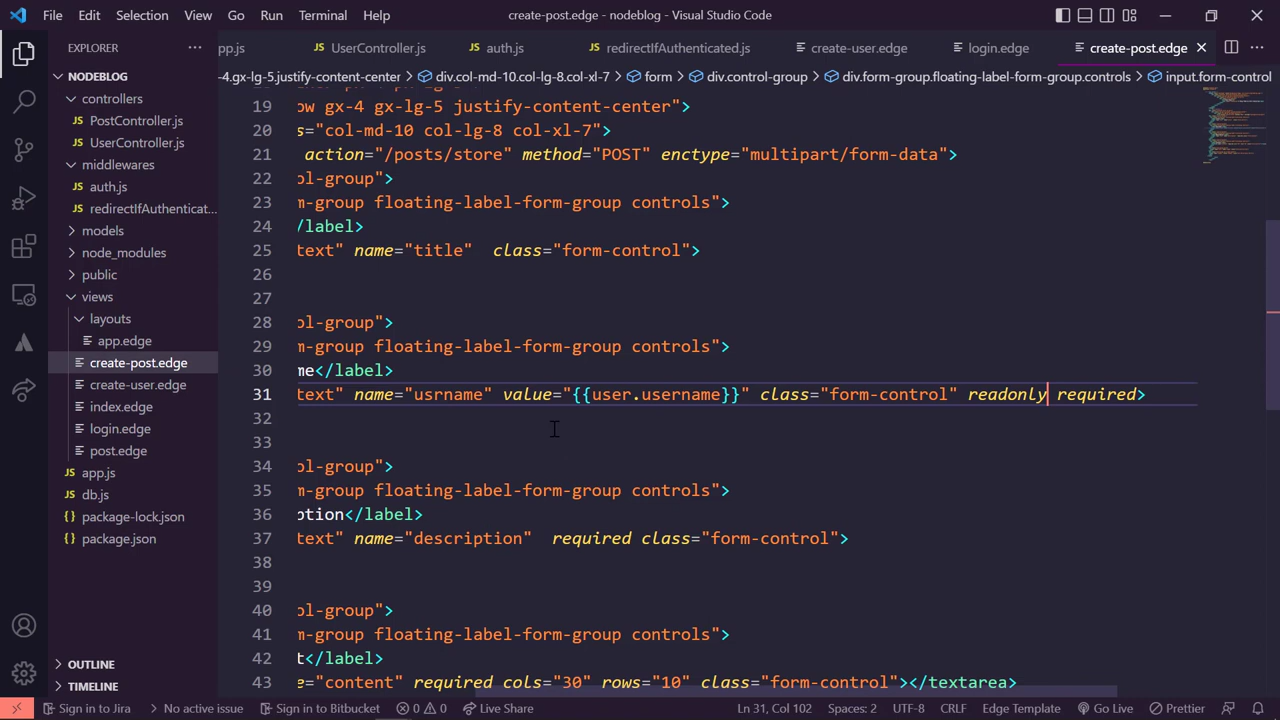 File Edit Selection View Go Run Terminal Help create-post.edge - nodeblog - Visual Studio Code
EXPLORER
pp.js UserController.js auth.js redirectIfAuthenticated.js create-user.edge login.edge create-post.edge
-4.gx-lg-5.justify-content-center > div.col-md-10.col-lg-8.col-xl-7 > form > div.control-group > div.form-group.floating-label-form-group.controls > input.form-control
NODEBLOG
controllers
PostController.js
UserController.js
middlewares
auth.js
redirectIfAuthenticat...
models
node_modules
public
views
layouts
app.edge
create-post.edge
create-user.edge
index.edge
login.edge
post.edge
app.js
db.js
package-lock.json
package.json
OUTLINE
TIMELINE
19 ow gx-4 gx-lg-5 justify-content-center">
20 s="col-md-10 col-lg-8 col-xl-7">
21 action="/posts/store" method="POST" enctype="multipart/form-data">
22 ol-group">
23 m-group floating-label-form-group controls">
24 /label>
25 text" name="title"  class="form-control">
26
27
28 ol-group">
29 m-group floating-label-form-group controls">
30 me</label>
31 text" name="usrname" value="{{user.username}}" class="form-control" readonly required>
32
33
34 ol-group">
35 m-group floating-label-form-group controls">
36 ption</label>
37 text" name="description"  required class="form-control">
38
39
40 ol-group">
41 m-group floating-label-form-group controls">
42 t</label>
43 e="content" required cols="30" rows="10" class="form-control"></textarea>
Sign in to Jira No active issue Sign in to Bitbucket 0 0 Live Share Ln 31, Col 102 Spaces: 2 UTF-8 CRLF Edge Template Go Live Prettier